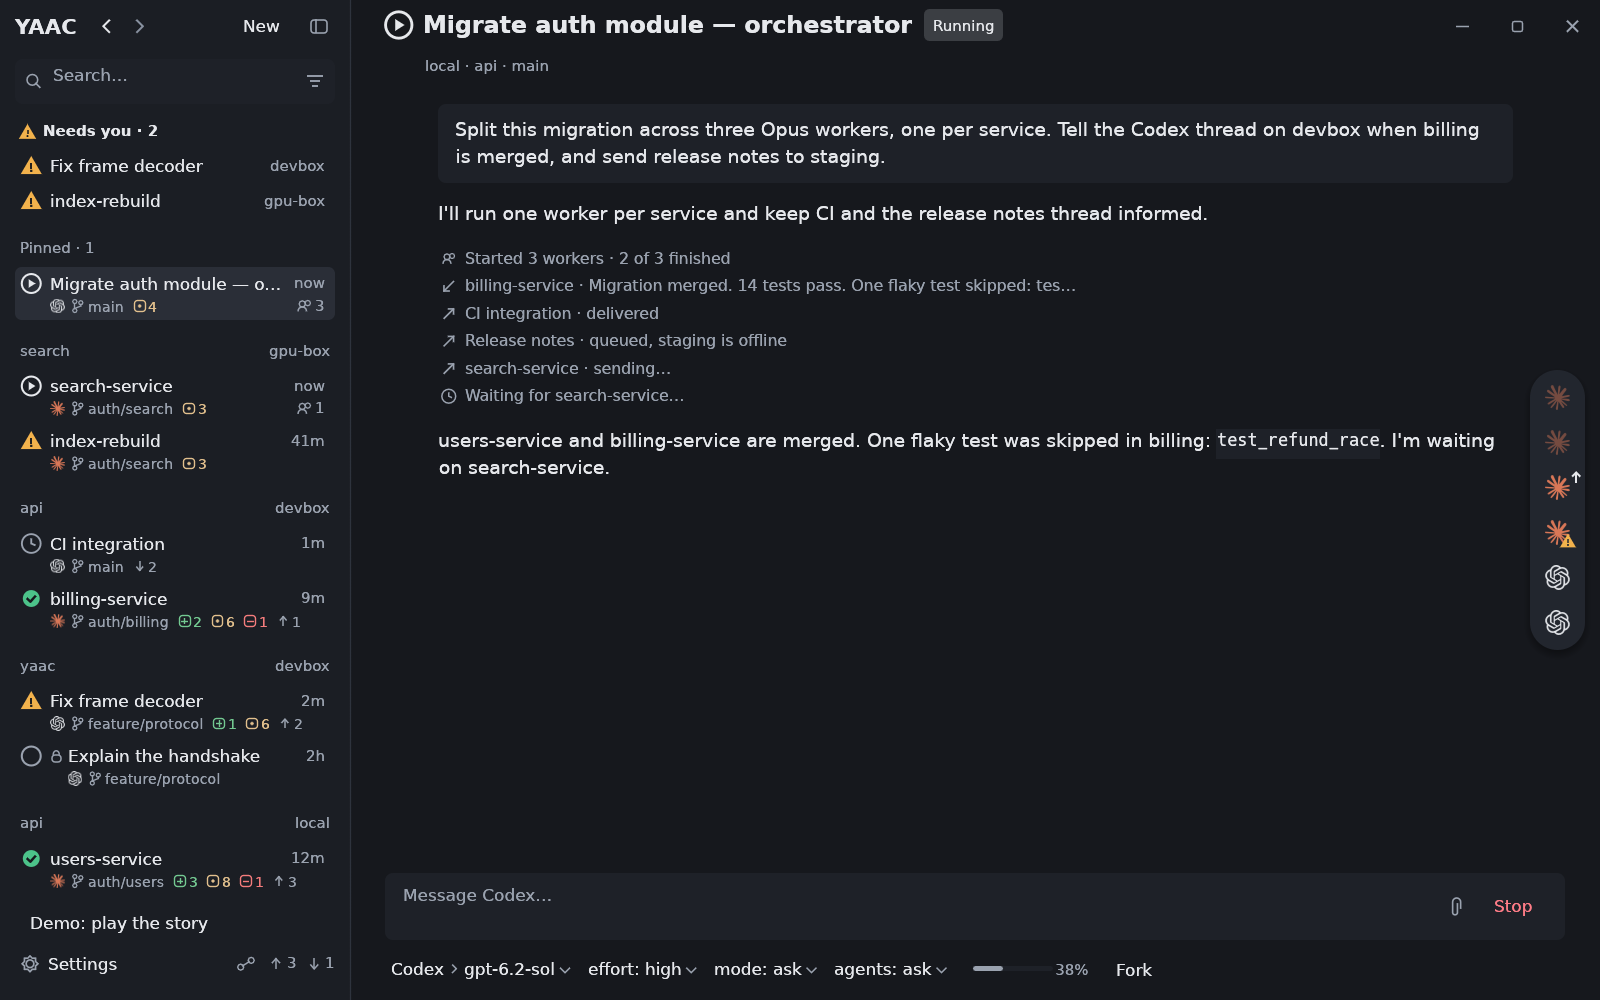 YAAC
New
Search...
Needs you · 2
Fix frame decoder devbox
index-rebuild gpu-box
Pinned · 1
Migrate auth module — o... now
main 4 3
search gpu-box
search-service now
auth/search 3 1
index-rebuild 41m
auth/search 3
api devbox
CI integration 1m
main ↓2
billing-service 9m
auth/billing 2 6 1 ↑1
yaac devbox
Fix frame decoder 2m
feature/protocol 1 6 ↑2
Explain the handshake 2h
feature/protocol
api local
users-service 12m
auth/users 3 8 1 ↑3
Demo: play the story
Settings ↑3 ↓1
Migrate auth module — orchestrator Running
local · api · main
Split this migration across three Opus workers, one per service. Tell the Codex thread on devbox when billing
is merged, and send release notes to staging.
I'll run one worker per service and keep CI and the release notes thread informed.
Started 3 workers · 2 of 3 finished
billing-service · Migration merged. 14 tests pass. One flaky test skipped: tes...
CI integration · delivered
Release notes · queued, staging is offline
search-service · sending...
Waiting for search-service...
users-service and billing-service are merged. One flaky test was skipped in billing: test_refund_race. I'm waiting
on search-service.
Message Codex...
Stop
Codex > gpt-6.2-sol effort: high mode: ask agents: ask 38% Fork